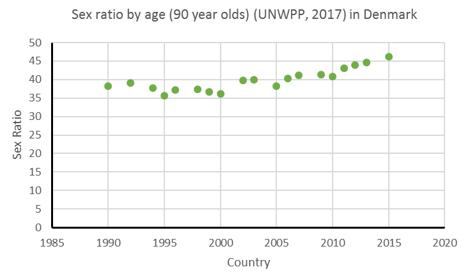 Sex ratio by age (90 year olds) (UNWPP, 2017) in Denmark
50
45
40
35
30
25
20
15
10
5
0
Sex Ratio
1985 1990 1995 2000 2005 2010 2015 2020
Country